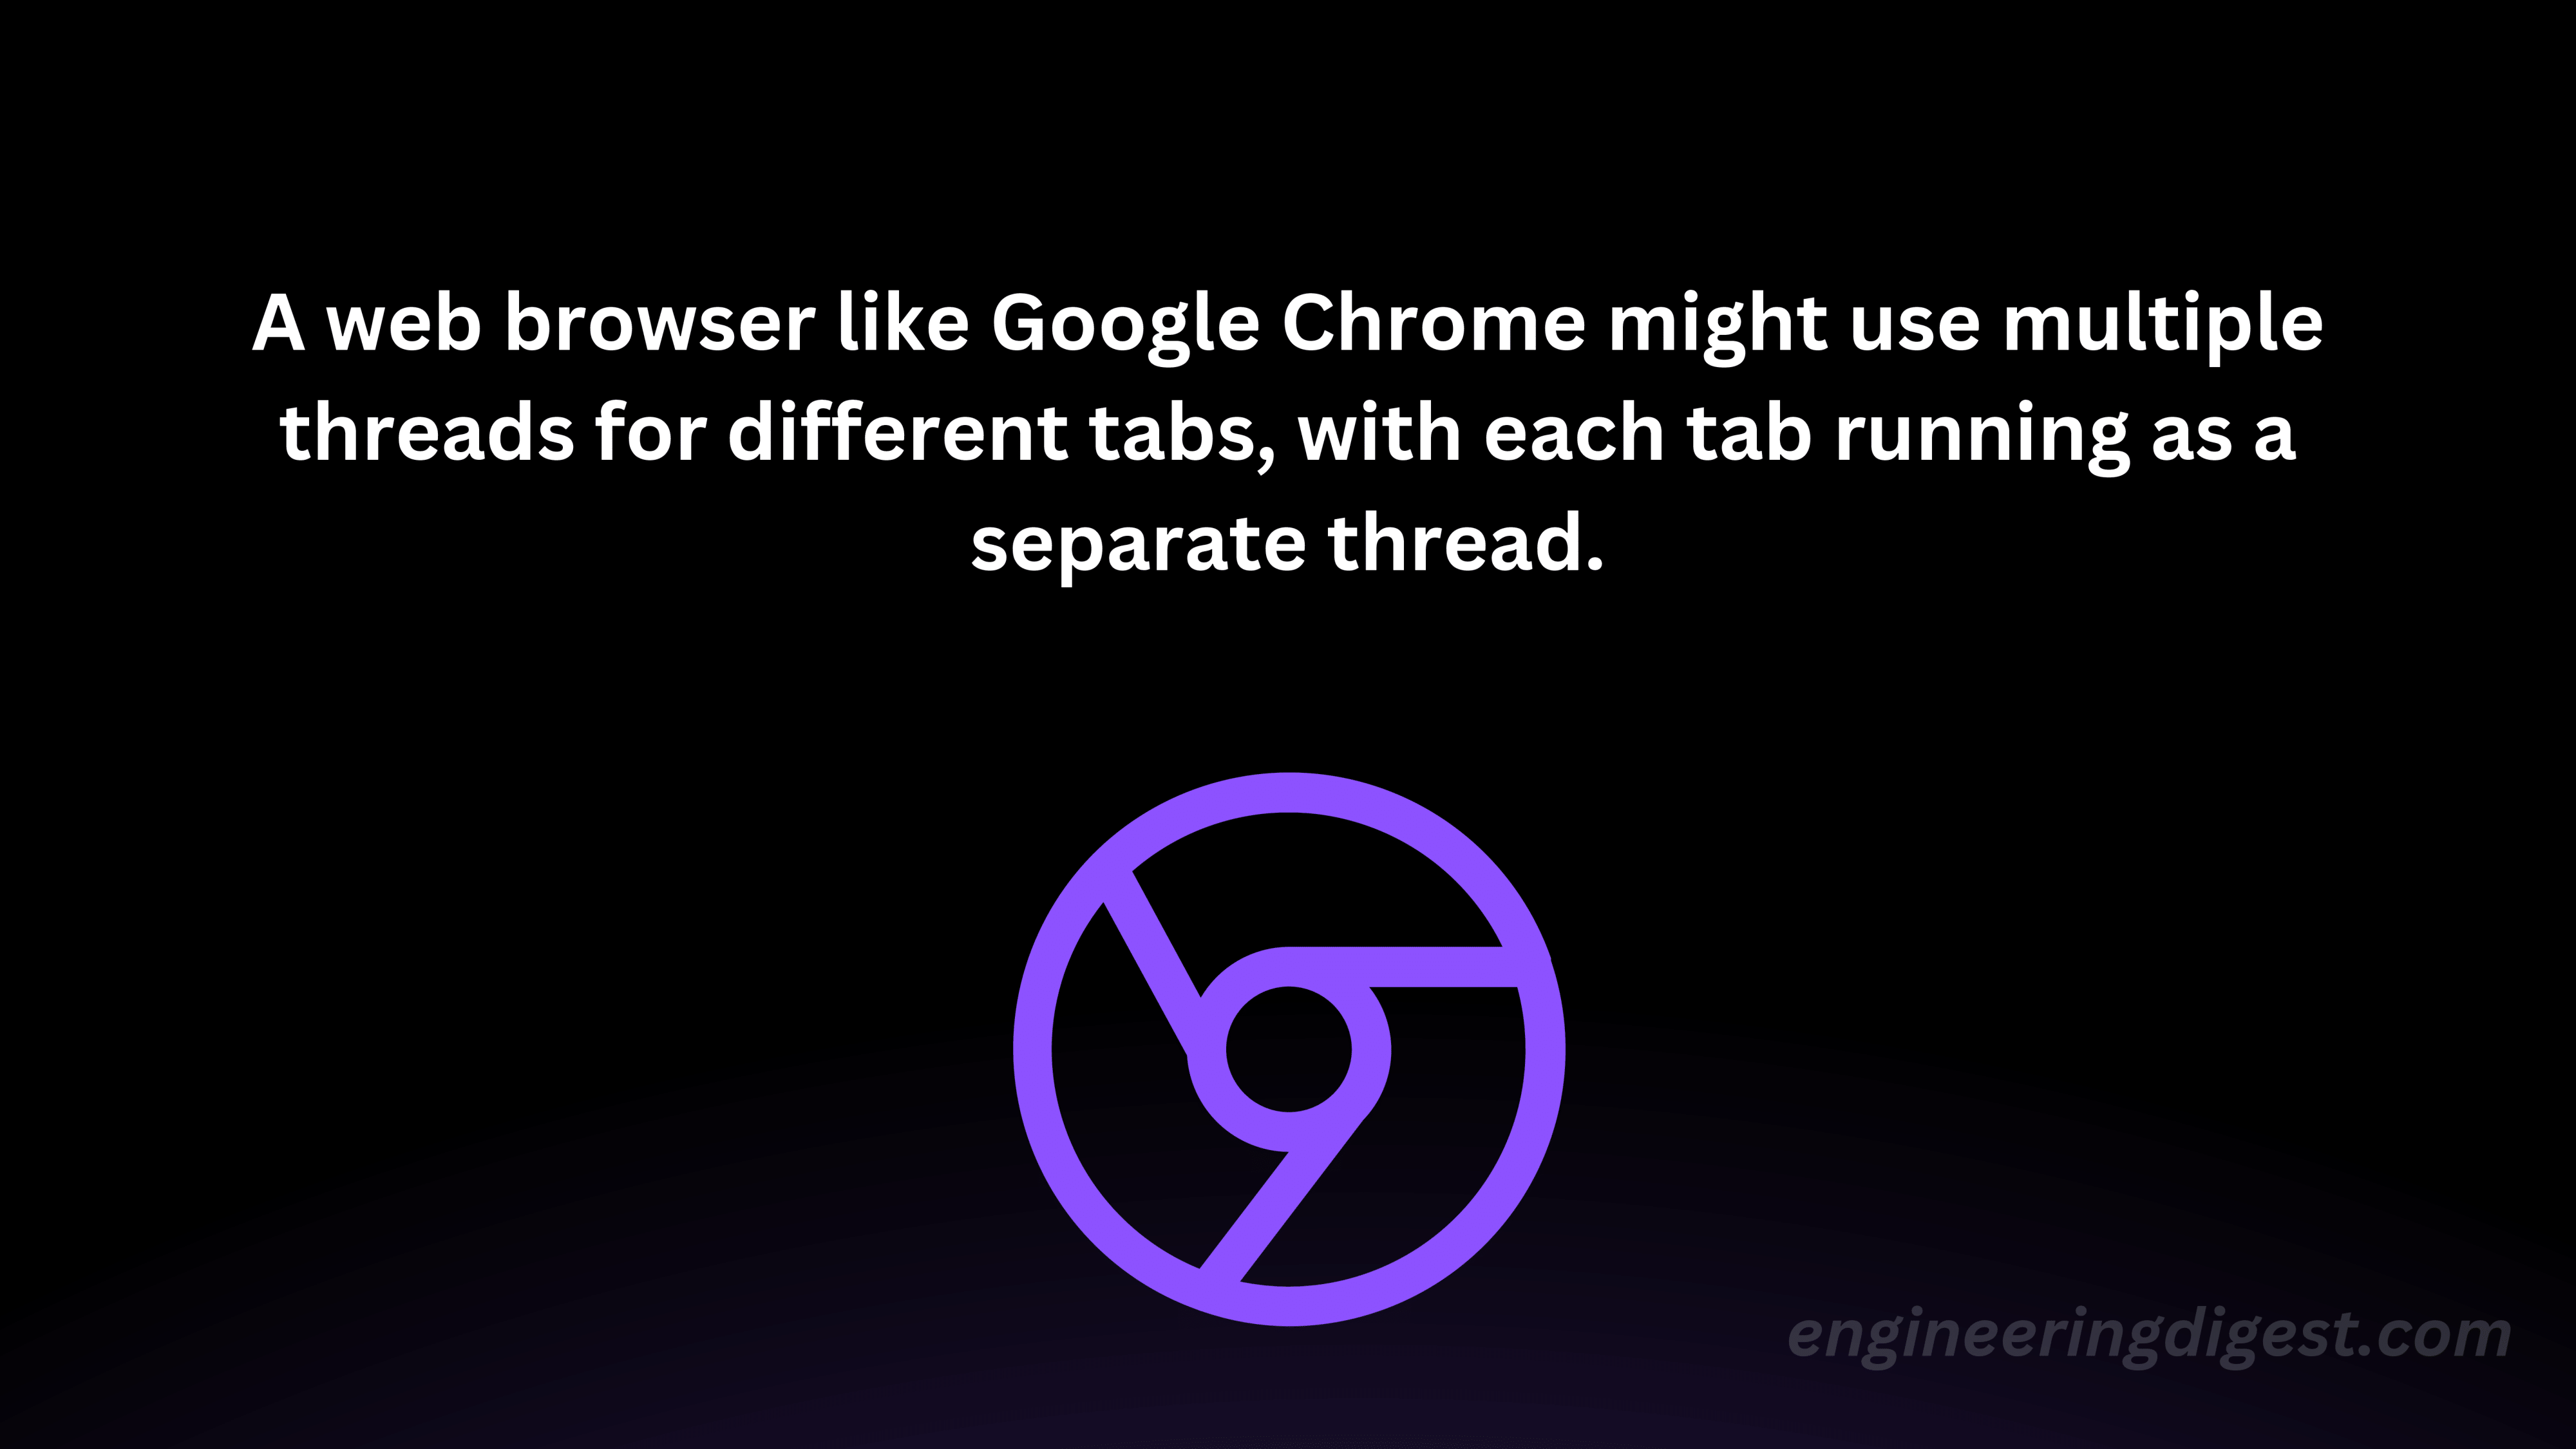 A web browser like Google Chrome might use multiple
threads for different tabs, with each tab running as a
separate thread.
engineeringdigest.com